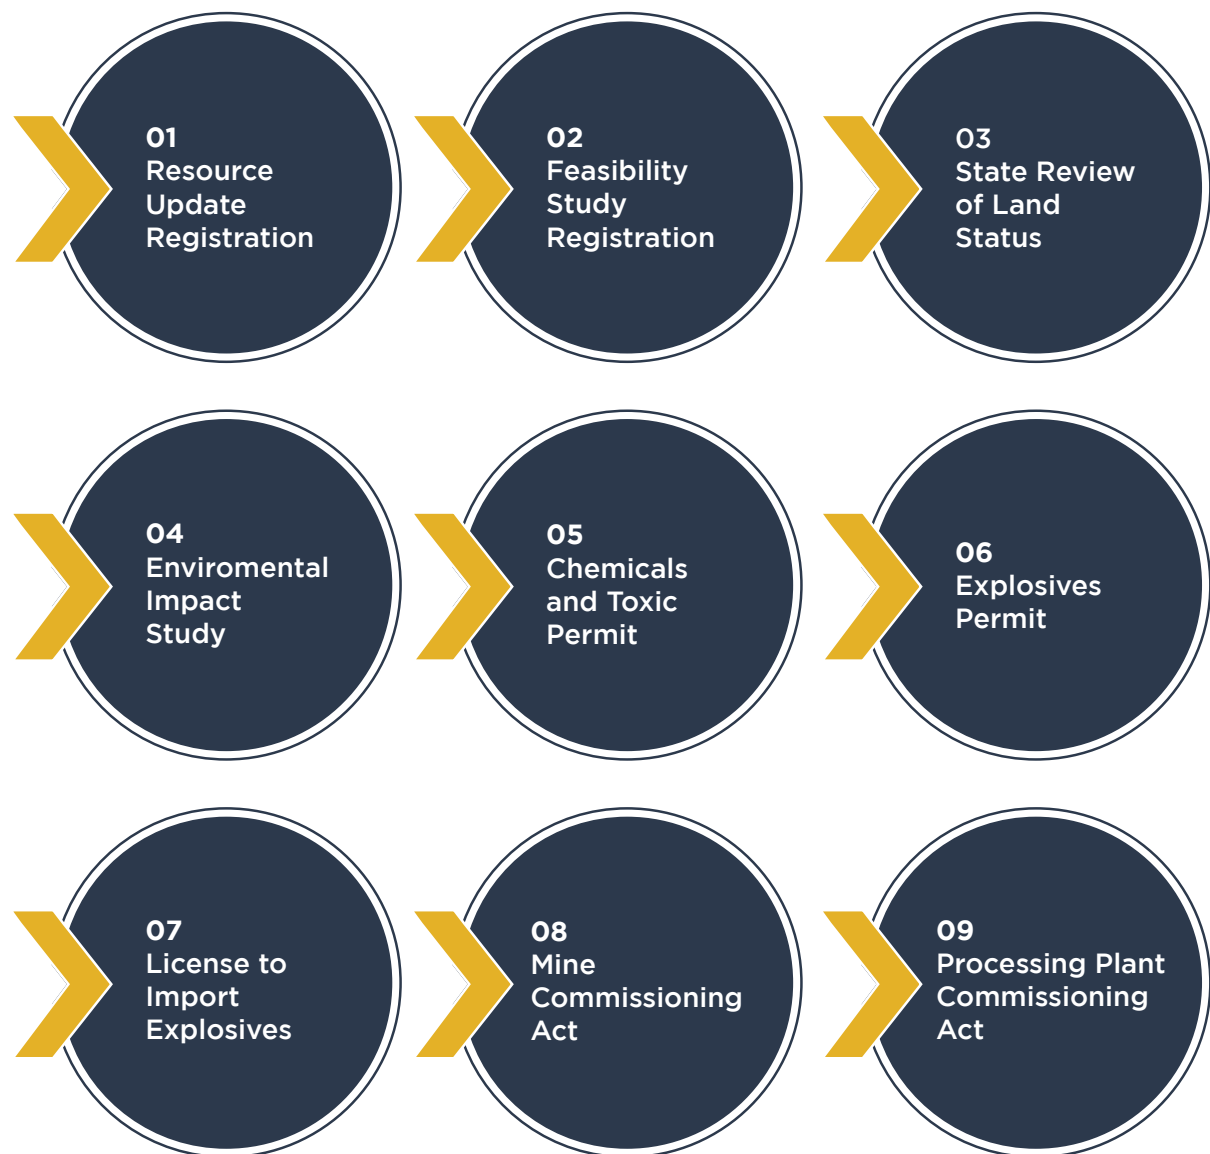 01
Resource
Update
Registration
02
Feasibility
Study
Registration
03
State Review
of Land
Status
04
Enviromental
Impact
Study
05
Chemicals
and Toxic
Permit
06
Explosives
Permit
07
License to
Import
Explosives
08
Mine
Commissioning
Act
09
Processing Plant
Commissioning
Act